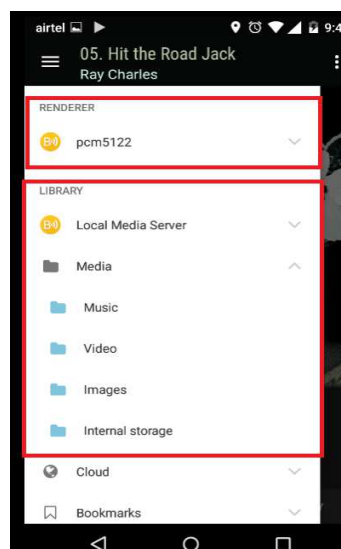 airtel 9:4
05. Hit the Road Jack
Ray Charles
RENDERER
pcm5122
LIBRARY
Local Media Server
Media
Music
Video
Images
Internal storage
Cloud
Bookmarks